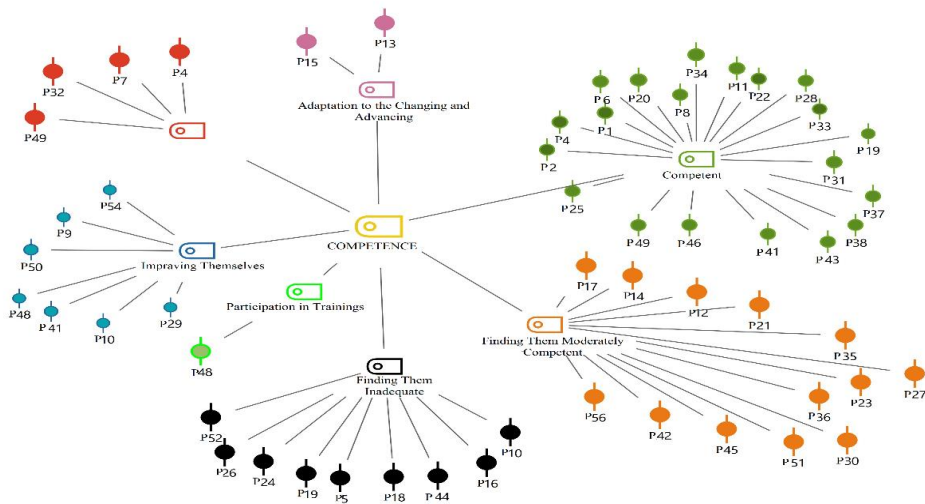 P13
P15
P4
P7
P32
P49
Adaptation to the Changing and
Advancing
P34
P11
P22
P28
P6
P20
P8
P33
P4
P1
P19
P2
P31
Competent
P25
P37
P49
P46
P41
P38
P43
P54
P9
P50
Impraving Themselves
P48
P41
P10
P29
COMPETENCE
Participation in Trainings
P48
P17
P14
P12
P21
Finding Them Moderately
Competent
P35
P27
P23
P36
P56
P42
P45
P51
P30
Finding Them
Inadequate
P52
P26
P24
P19
P5
P18
P44
P16
P10